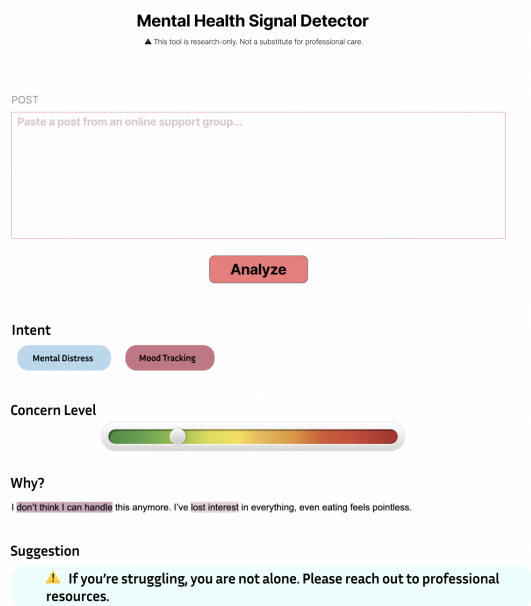 Mental Health Signal Detector
⚠ This tool is research-only. Not a substitute for professional care.
POST
Paste a post from an online support group...
Analyze
Intent
Mental Distress
Mood Tracking
Concern Level
Why?
I don't think I can handle this anymore. I've lost interest in everything, even eating feels pointless.
Suggestion
⚠️ If you're struggling, you are not alone. Please reach out to professional
resources.